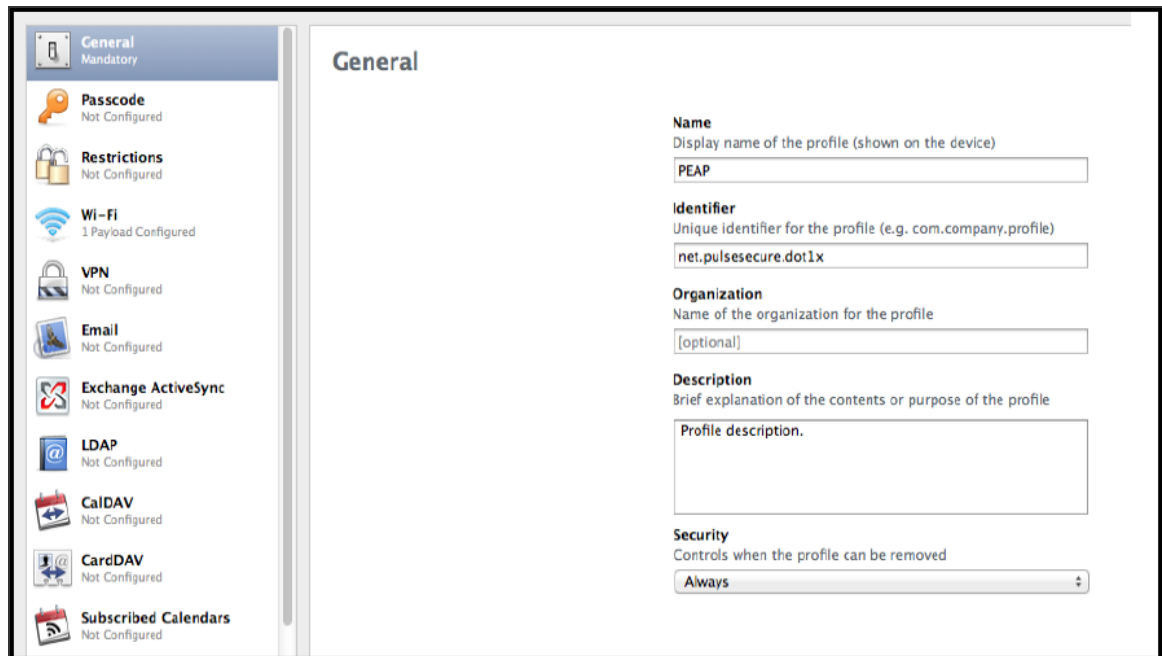 General
Mandatory
Passcode
Not Configured
Restrictions
Not Configured
Wi-Fi
1 Payload Configured
VPN
Not Configured
Email
Not Configured
Exchange ActiveSync
Not Configured
LDAP
Not Configured
CalDAV
Not Configured
CardDAV
Not Configured
Subscribed Calendars
Not Configured
General
Name
Display name of the profile (shown on the device)
PEAP
Identifier
Unique identifier for the profile (e.g. com.company.profile)
net.pulsesecure.dot1x
Organization
Name of the organization for the profile
[optional]
Description
Brief explanation of the contents or purpose of the profile
Profile description.
Security
Controls when the profile can be removed
Always